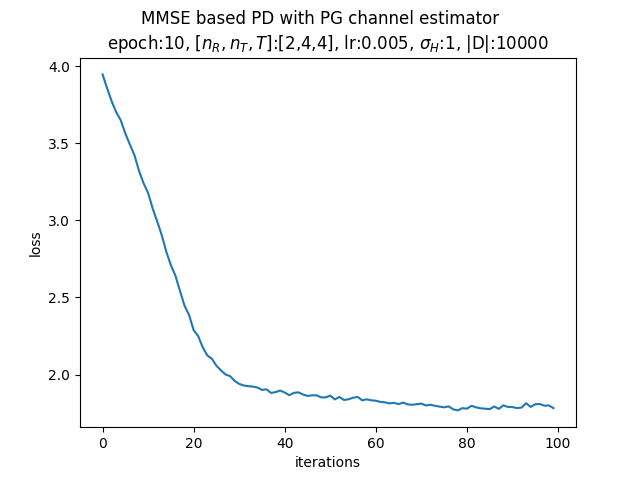 MMSE based PD with PG channel estimator
epoch:10, [n_R, n_T, T]:[2,4,4], lr:0.005, σ_H:1, |D|:10000
4.0
3.5
3.0
2.5
2.0
loss
0 20 40 60 80 100
iterations